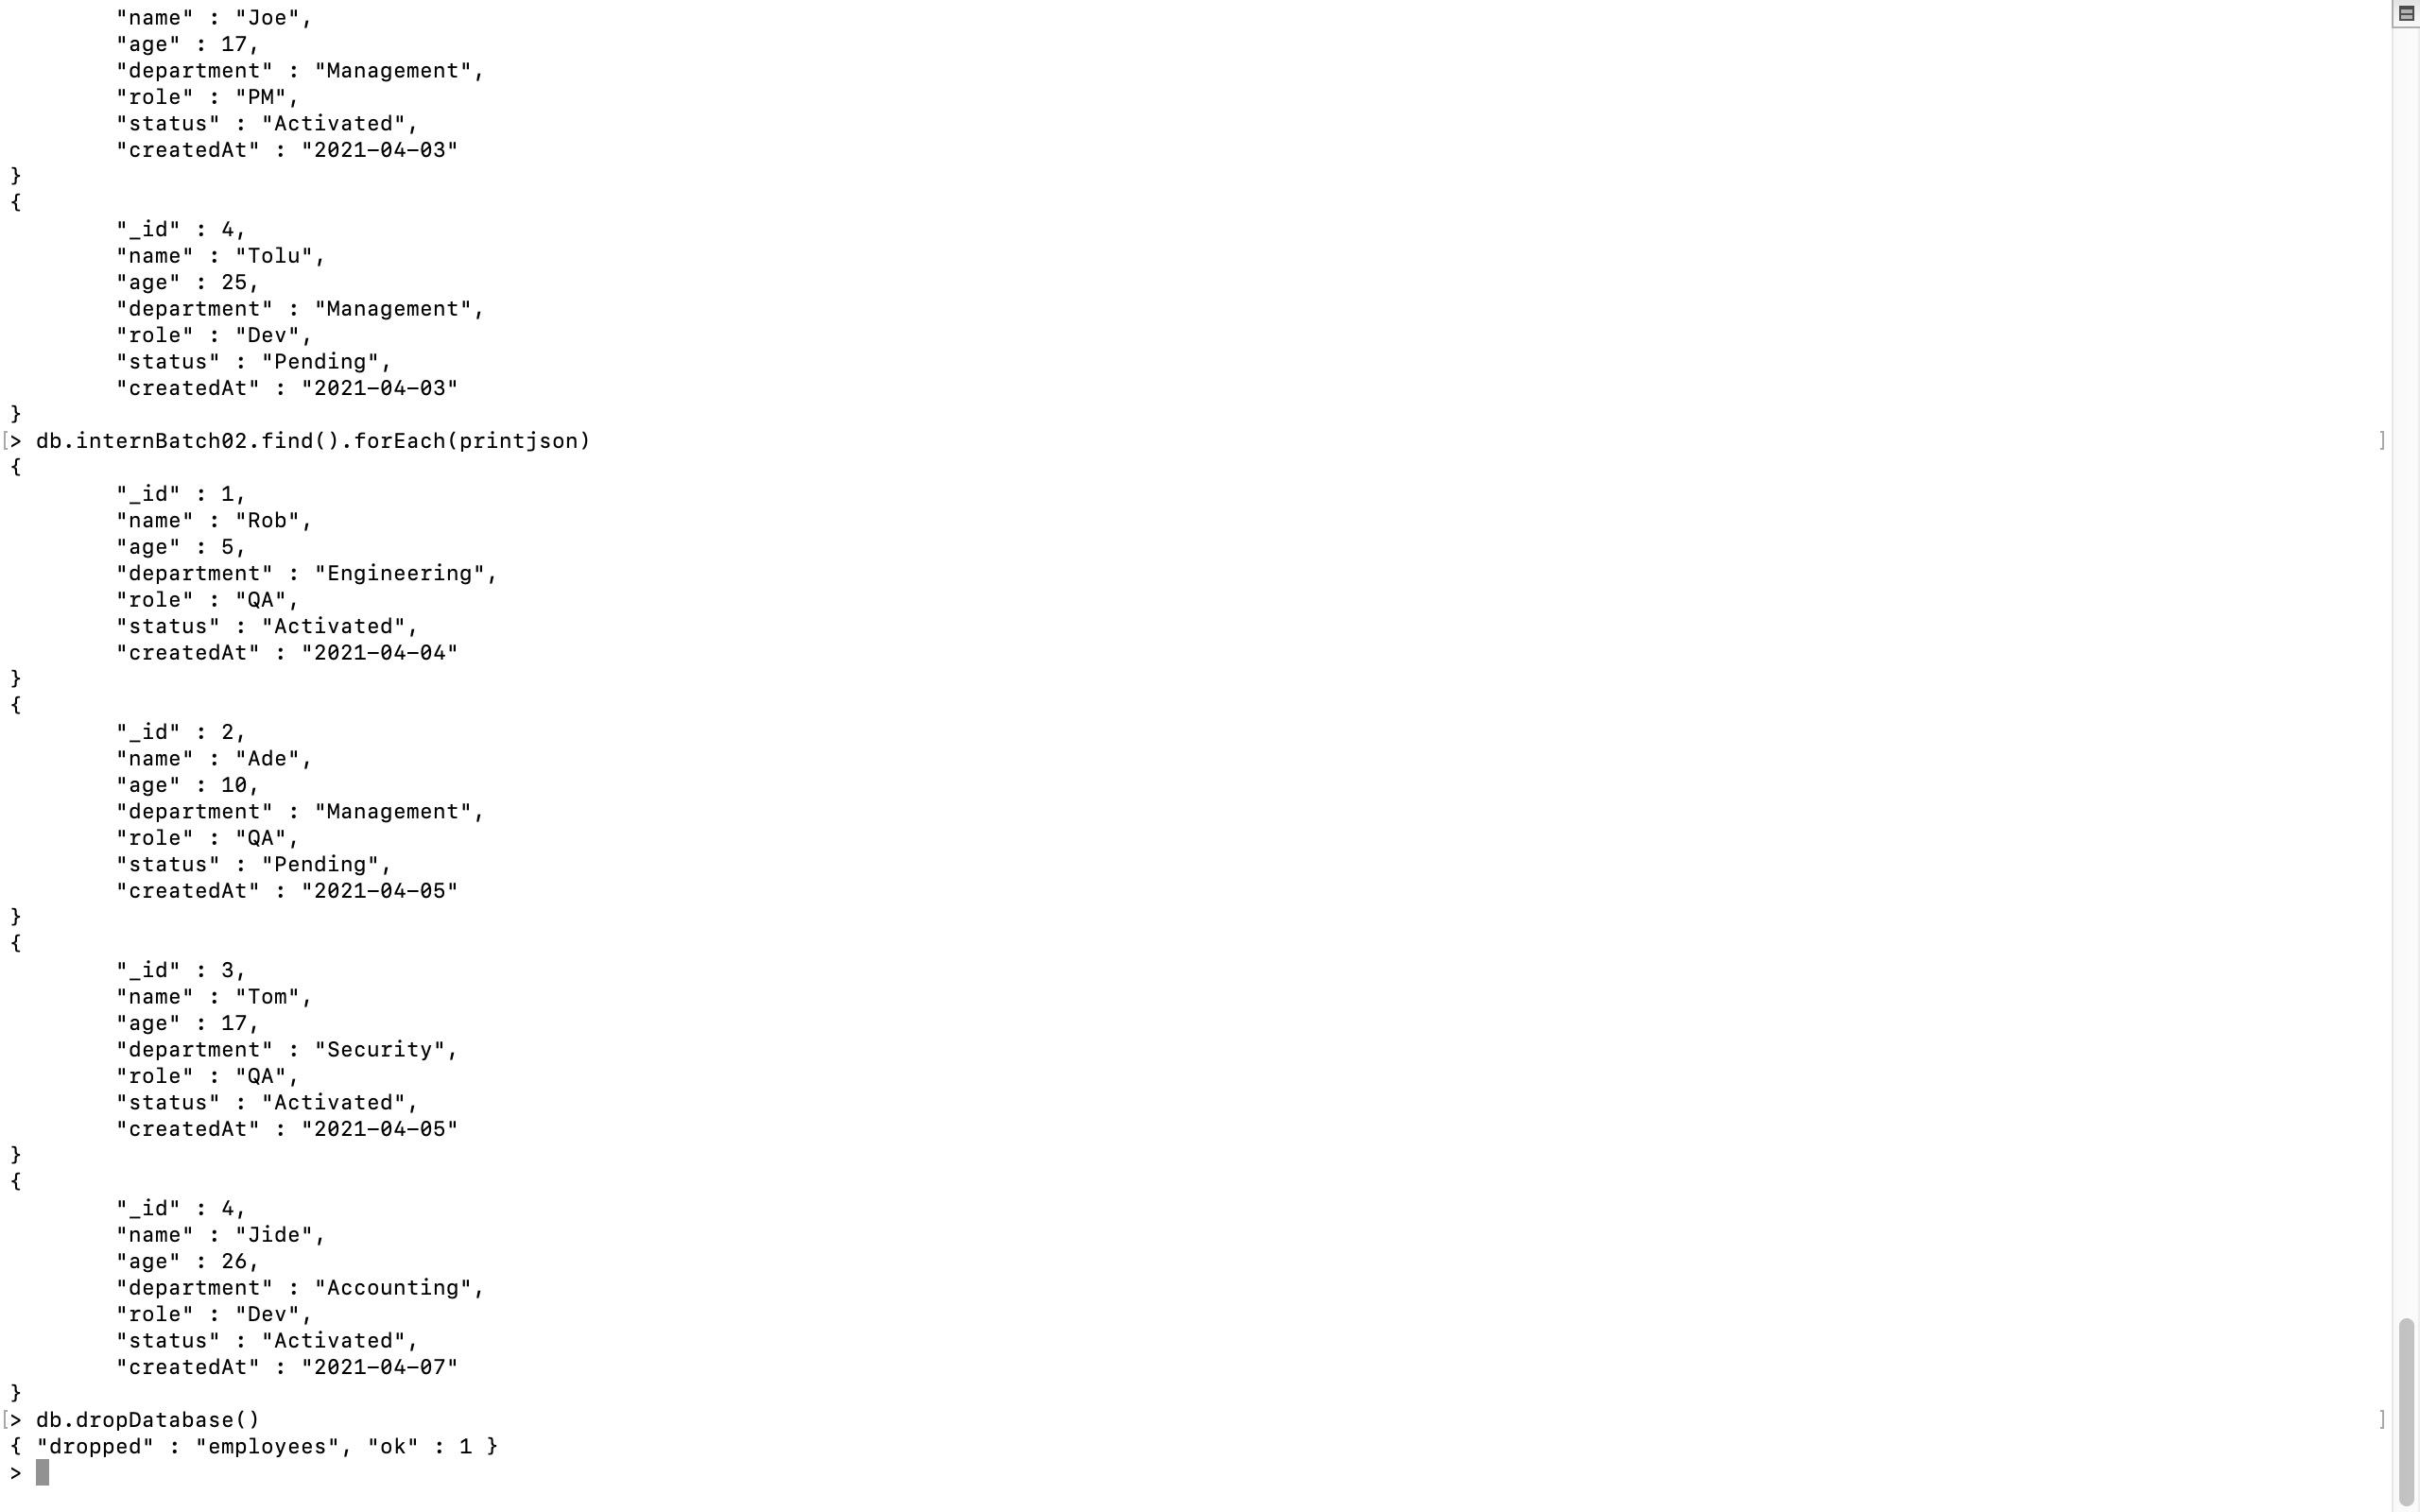 "name" : "Joe",
"age" : 17,
"department" : "Management",
"role" : "PM",
"status" : "Activated",
"createdAt" : "2021-04-03"
}
{
"_id" : 4,
"name" : "Tolu",
"age" : 25,
"department" : "Management",
"role" : "Dev",
"status" : "Pending",
"createdAt" : "2021-04-03"
}
[> db.internBatch02.find().forEach(printjson) ]
{
"_id" : 1,
"name" : "Rob",
"age" : 5,
"department" : "Engineering",
"role" : "QA",
"status" : "Activated",
"createdAt" : "2021-04-04"
}
{
"_id" : 2,
"name" : "Ade",
"age" : 10,
"department" : "Management",
"role" : "QA",
"status" : "Pending",
"createdAt" : "2021-04-05"
}
{
"_id" : 3,
"name" : "Tom",
"age" : 17,
"department" : "Security",
"role" : "QA",
"status" : "Activated",
"createdAt" : "2021-04-05"
}
{
"_id" : 4,
"name" : "Jide",
"age" : 26,
"department" : "Accounting",
"role" : "Dev",
"status" : "Activated",
"createdAt" : "2021-04-07"
}
[> db.dropDatabase() ]
{ "dropped" : "employees", "ok" : 1 }
>